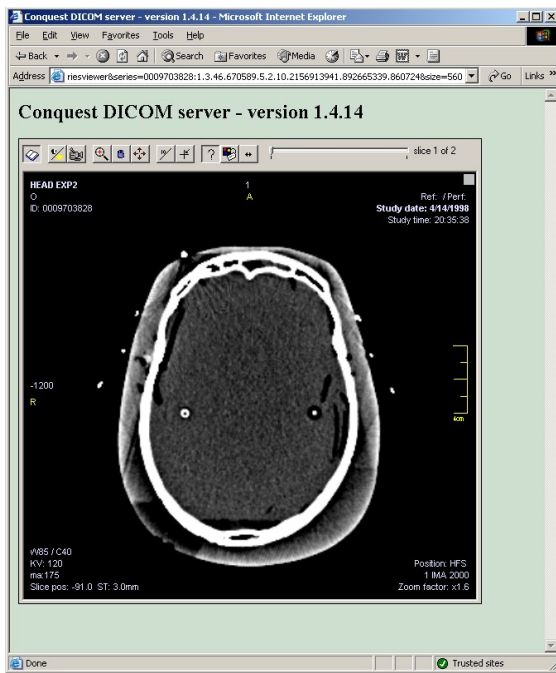 Conquest DICOM server - version 1.4.14 - Microsoft Internet Explorer
File Edit View Favorites Tools Help
Back Search Favorites Media
Address riesviewer&series=0009703828:1.3.46.670589.5.2.10.2156913941.892665339.860724&size=560 Go Links »
Conquest DICOM server - version 1.4.14
slice 1 of 2
HEAD EXP2
1
O
A
Ref: / Perf:
ID: 0009703828
Study date: 4/14/1998
Study time: 20:35:38
-1200
R
6cm
W85 / C40
KV: 120
Position: HFS
ma:175
1 IMA 2000
Slice pos: -91.0 ST: 3.0mm
Zoom factor: x1.6
Done
Trusted sites